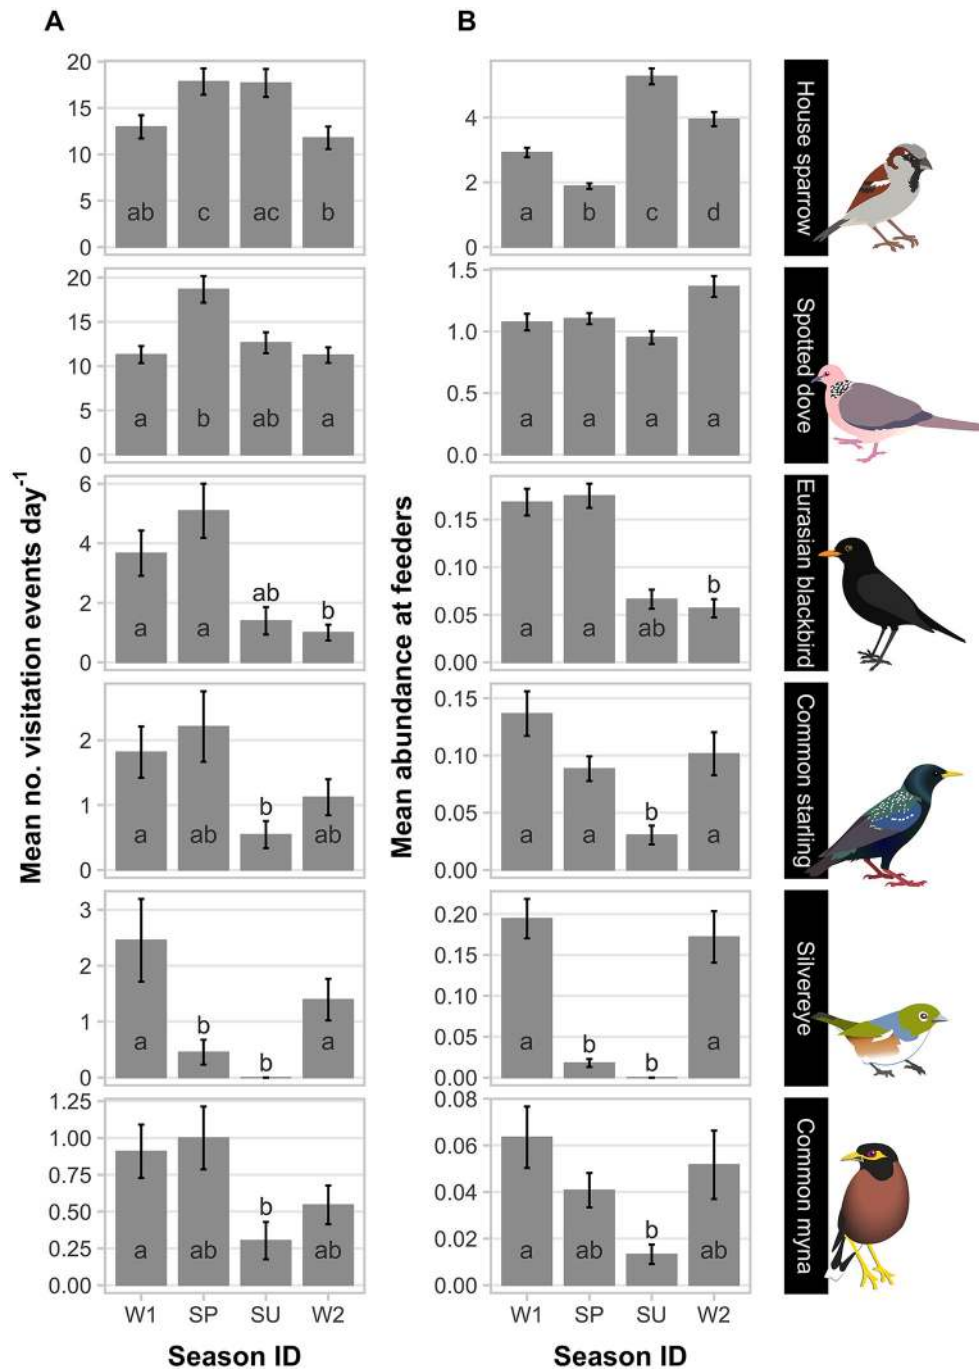 A
B
20
15
10
5
0
ab
c
ac
b
4
2
0
a
b
c
d
House sparrow
20
15
10
5
0
a
b
ab
a
1.5
1.0
0.5
0.0
a
a
a
a
Spotted dove
Mean no. visitation events day-1
6
4
2
0
a
a
ab
b
Mean abundance at feeders
0.15
0.10
0.05
0.00
a
a
ab
b
Eurasian blackbird
2
1
0
a
ab
b
ab
0.15
0.10
0.05
0.00
a
a
b
a
Common starling
3
2
1
0
a
b
b
a
0.20
0.15
0.10
0.05
0.00
a
b
b
a
Silvereye
1.25
1.00
0.75
0.50
0.25
0.00
a
ab
b
ab
0.08
0.06
0.04
0.02
0.00
a
ab
b
ab
Common myna
W1 SP SU W2
W1 SP SU W2
Season ID
Season ID